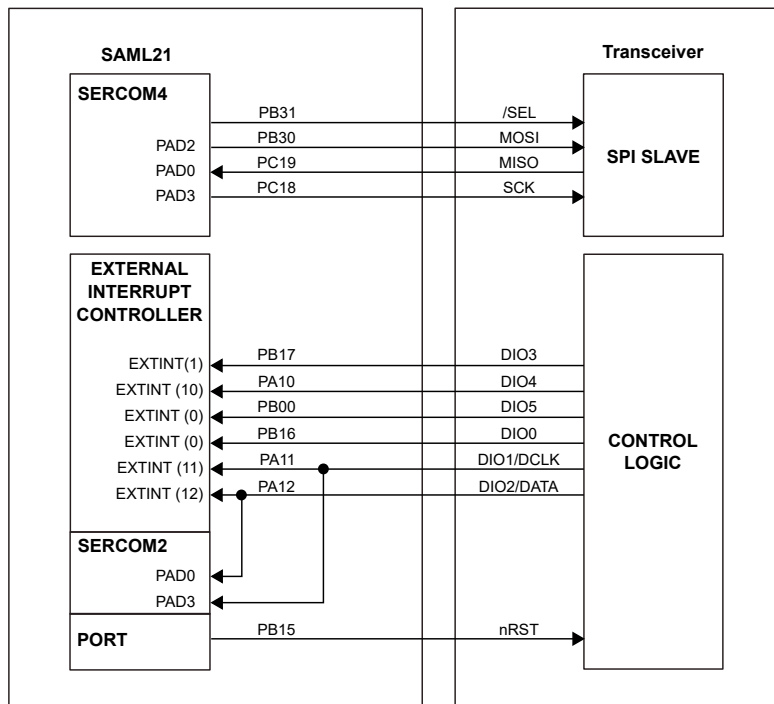 SAML21
Transceiver
SERCOM4
PB31 /SEL
PAD2 PB30 MOSI
PAD0 PC19 MISO
PAD3 PC18 SCK
SPI SLAVE
EXTERNAL
INTERRUPT
CONTROLLER
EXTINT(1) PB17 DIO3
EXTINT (10) PA10 DIO4
EXTINT (0) PB00 DIO5
EXTINT (0) PB16 DIO0
EXTINT (11) PA11 DIO1/DCLK
EXTINT (12) PA12 DIO2/DATA
CONTROL
LOGIC
SERCOM2
PAD0
PAD3
PORT PB15 nRST